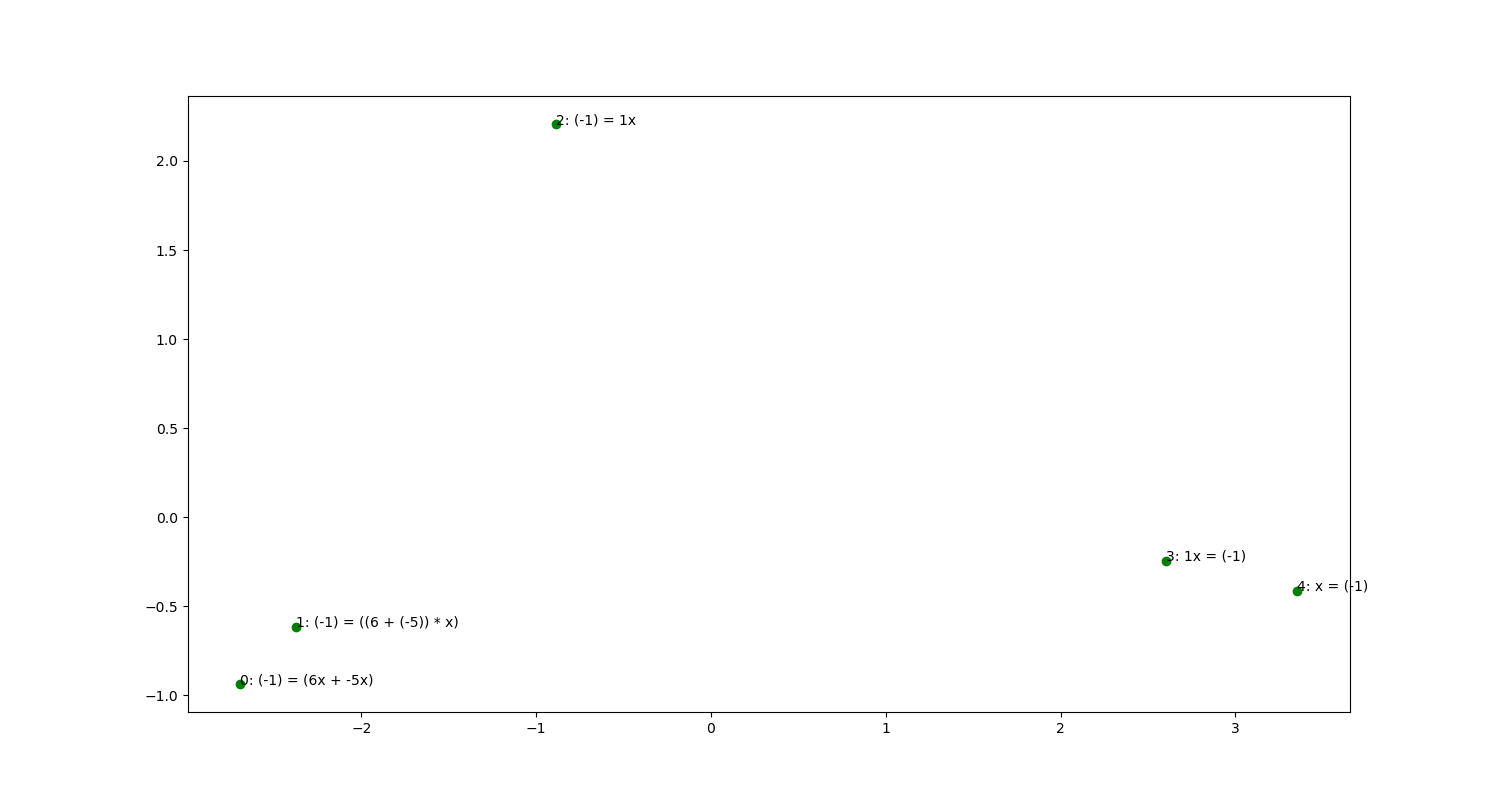 2: (-1) = 1x
2.0
1.5
1.0
0.5
0.0
3: 1x = (-1)
4: x = (-1)
−0.5
1: (-1) = ((6 + (-5)) * x)
0: (-1) = (6x + -5x)
−1.0
−2 −1 0 1 2 3